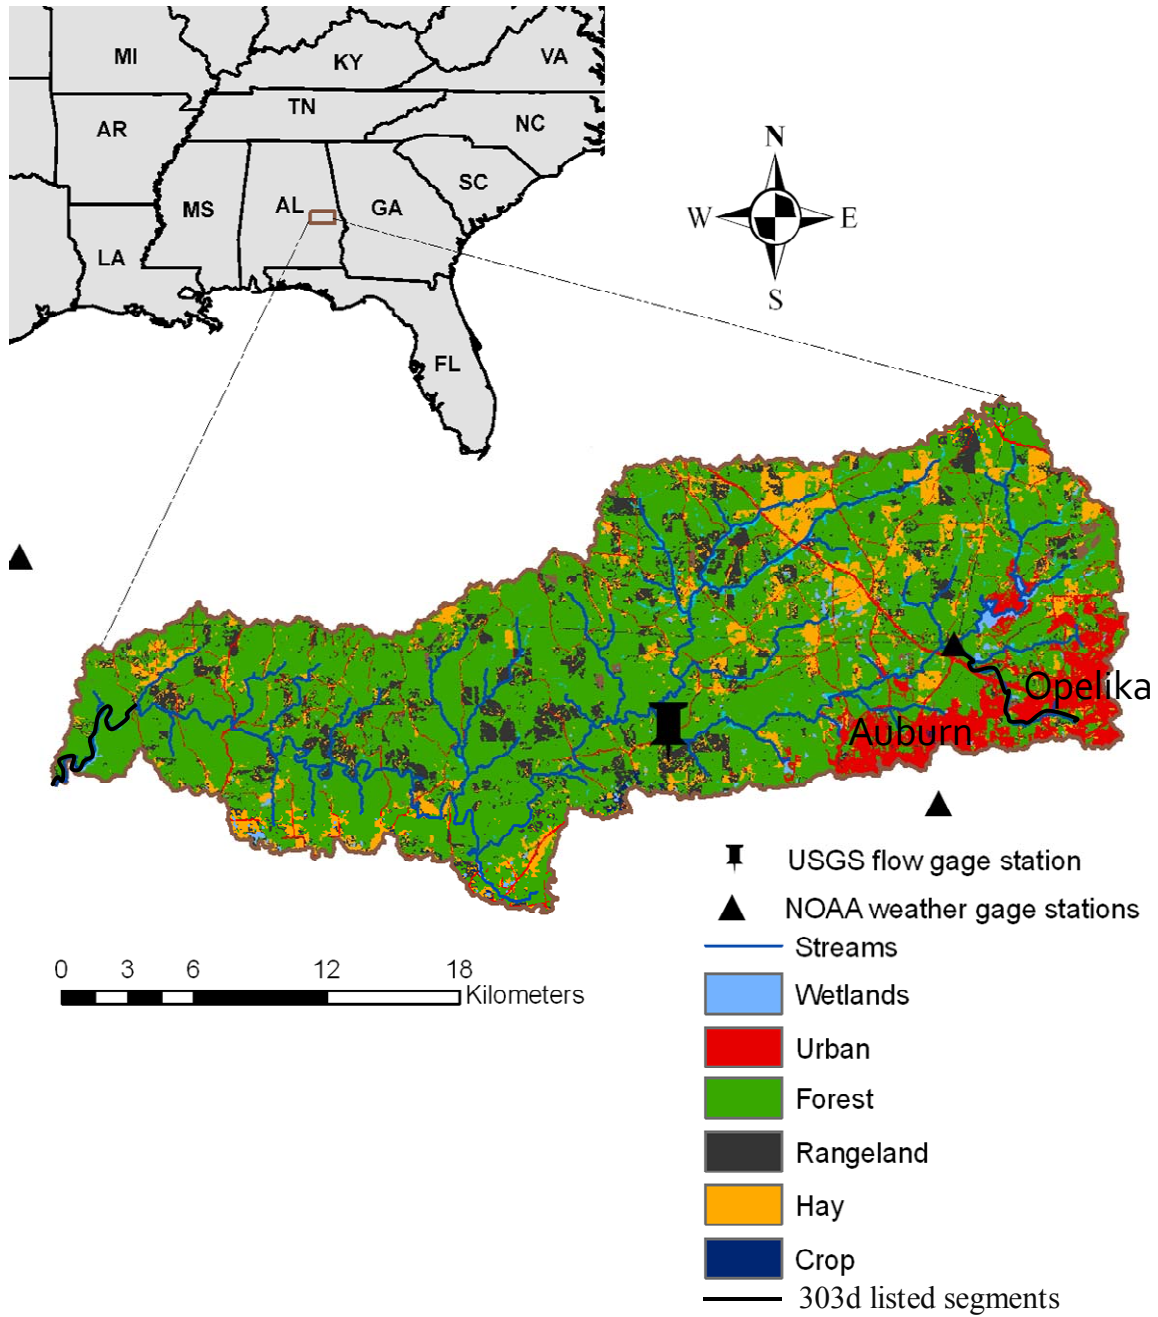 MI
KY
VA
AR
TN
NC
MS
AL
GA
SC
LA
FL
N
W
E
S
Opelika
Auburn
USGS flow gage station
NOAA weather gage stations
Streams
0 3 6 12 18
Kilometers
Wetlands
Urban
Forest
Rangeland
Hay
Crop
303d listed segments